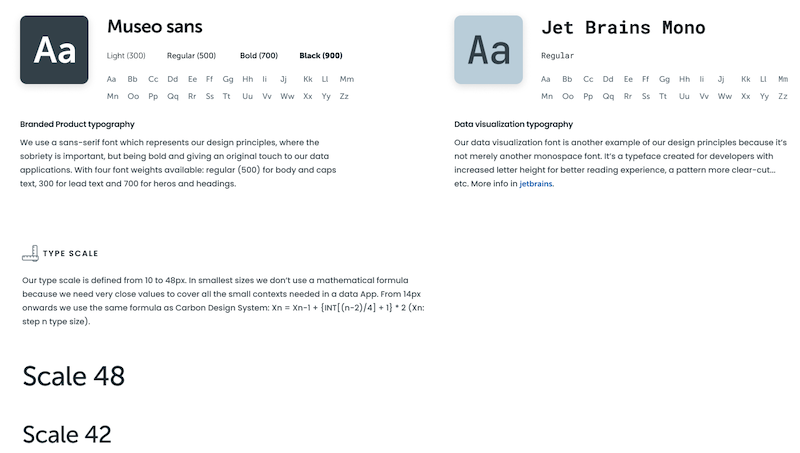 Aa
Museo sans
Light (300) Regular (500) Bold (700) Black (900)
Aa Bb Cc Dd Ee Ff Gg Hh Ii Jj Kk Ll Mm
Mn Oo Pp Qq Rr Ss Tt Uu Vv Ww Xx Yy Zz
Branded Product typography
We use a sans-serif font which represents our design principles, where the
sobriety is important, but being bold and giving an original touch to our data
applications. With four font weights available: regular (500) for body and caps
text, 300 for lead text and 700 for heros and headings.
Aa
Jet Brains Mono
Regular
Aa Bb Cc Dd Ee Ff Gg Hh Ii Jj Kk Ll Mm
Mn Oo Pp Qq Rr Ss Tt Uu Vv Ww Xx Yy Zz
Data visualization typography
Our data visualization font is another example of our design principles because it's
not merely another monospace font. It's a typeface created for developers with
increased letter height for better reading experience, a pattern more clear-cut...
etc. More info in jetbrains.
TYPE SCALE
Our type scale is defined from 10 to 48px. In smallest sizes we don't use a mathematical formula
because we need very close values to cover all the small contexts needed in a data App. From 14px
onwards we use the same formula as Carbon Design System: Xn = Xn-1 + {INT[(n-2)/4] + 1} * 2 (Xn:
step n type size).
Scale 48
Scale 42